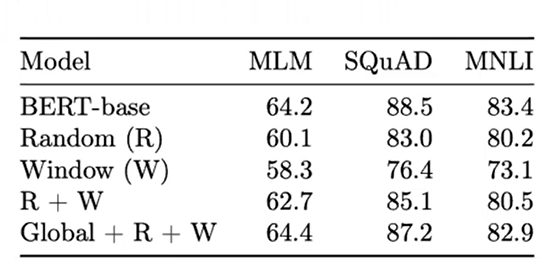 Model MLM SQuAD MNLI
BERT-base 64.2 88.5 83.4
Random (R) 60.1 83.0 80.2
Window (W) 58.3 76.4 73.1
R + W 62.7 85.1 80.5
Global + R + W 64.4 87.2 82.9